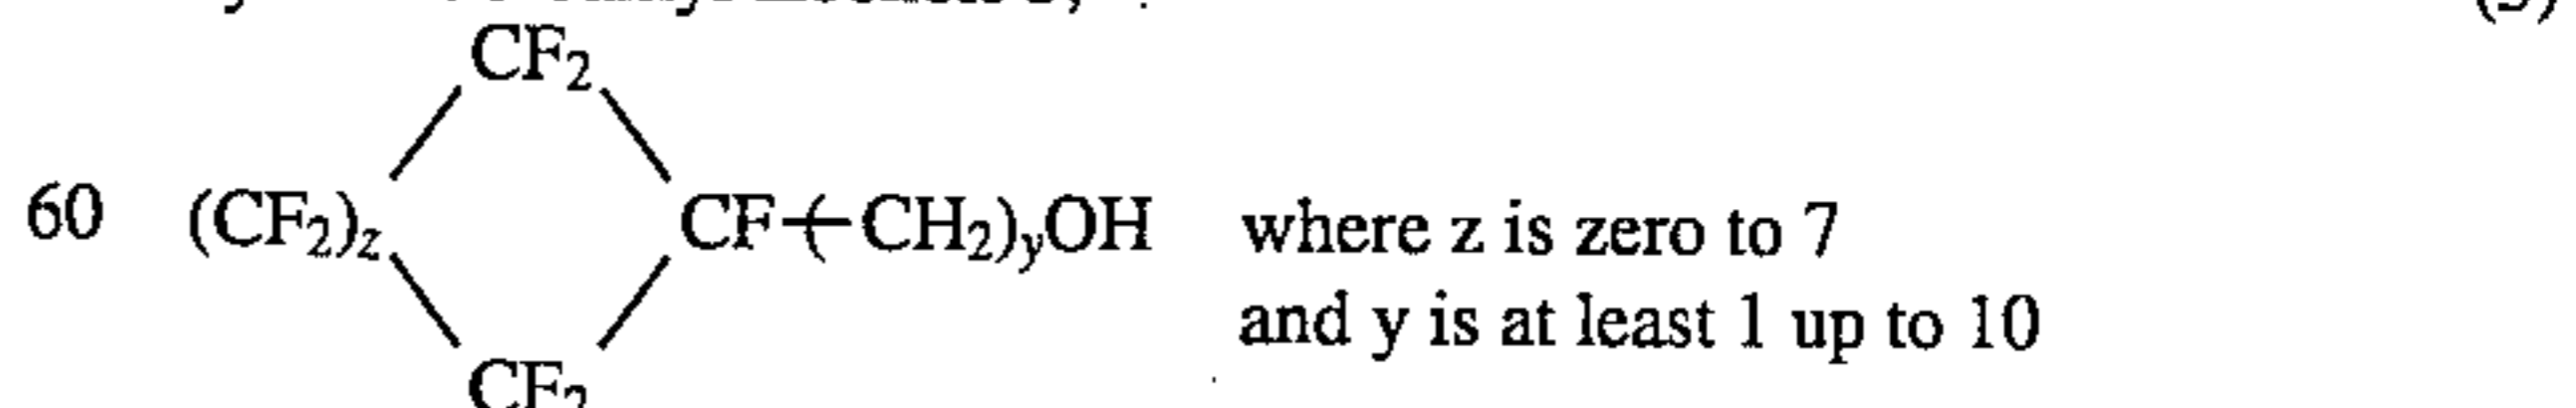 CF2
60 (CF2)z CF-(-CH2)yOH where z is zero to 7
and y is at least 1 up to 10
CF2